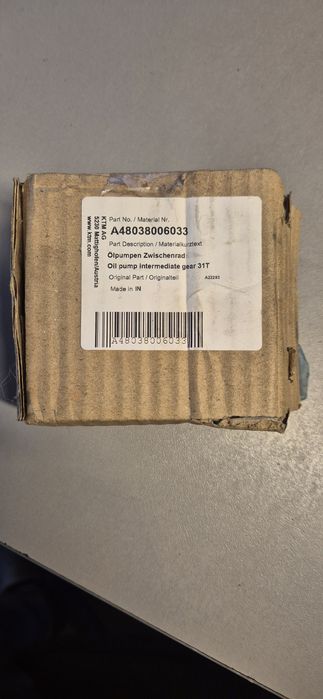 Part No. / Material Nr.
A48038006033
Part Description / Materialkurztext
Ölpumpen Zwischenrad
Oil pump intermediate gear 31T
Original Part / Originalteil
A22243
Made in IN
A48038006033
KTM AG
5230 Mattighofen/Austria
www.ktm.com